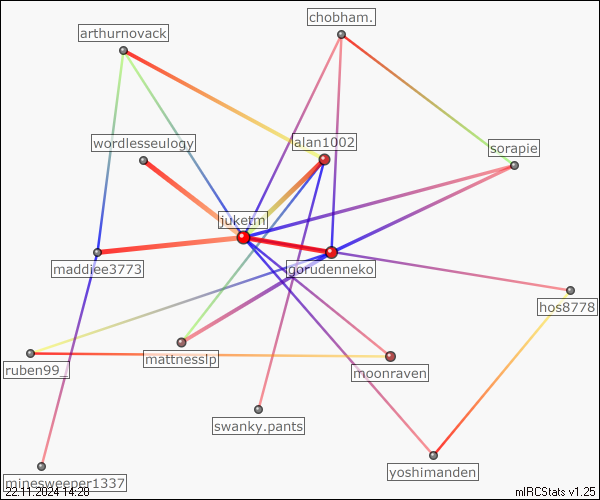 chobham.
arthurnovack
wordlesseulogy
alan1002
sorapie
juketm
maddiee3773
gorudenneko
hos8778
mattnesslp
ruben99_
moonraven
swanky.pants
yoshimanden
minesweeper1337
22.11.2024 14:28
mIRCStats v1.25